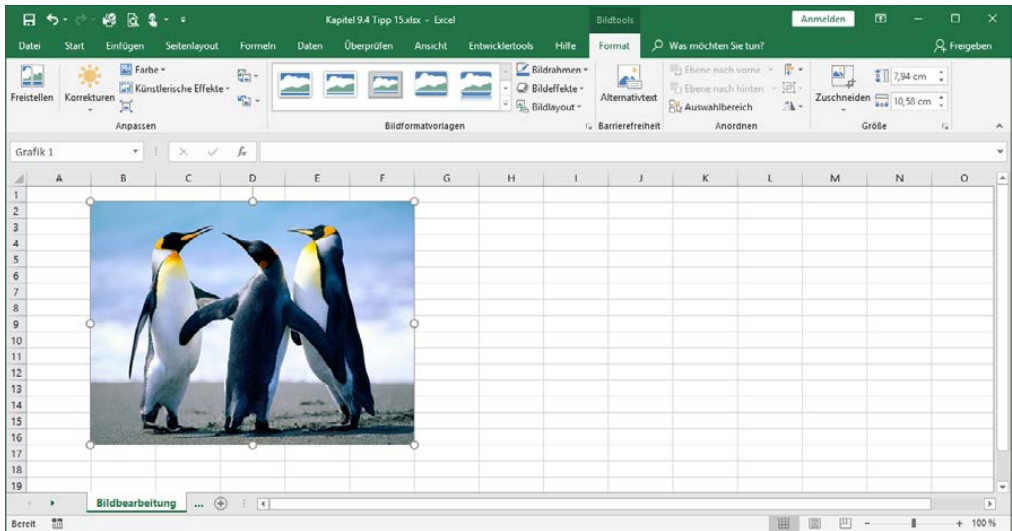 Kapitel 9.4 Tipp 15.xlsx - Excel
Bildtools
Anmelden
Datei Start Einfügen Seitenlayout Formeln Daten Überprüfen Ansicht Entwicklertools Hilfe Format Was möchten Sie tun? Freigeben
Freistellen
Korrekturen
Farbe
Künstlerische Effekte
Anpassen
Bildrahmen
Bildeffekte
Bildlayout
Bildformatvorlagen
Alternativtext
Barrierefreiheit
Ebene nach vorne
Ebene nach hinten
Auswahlbereich
Anordnen
Zuschneiden
7,94 cm
10,58 cm
Größe
Grafik 1 fx
A B C D E F G H I J K L M N O
1
2
3
4
5
6
7
8
9
10
11
12
13
14
15
16
17
18
19
Bildbearbeitung ...
Bereit
100 %